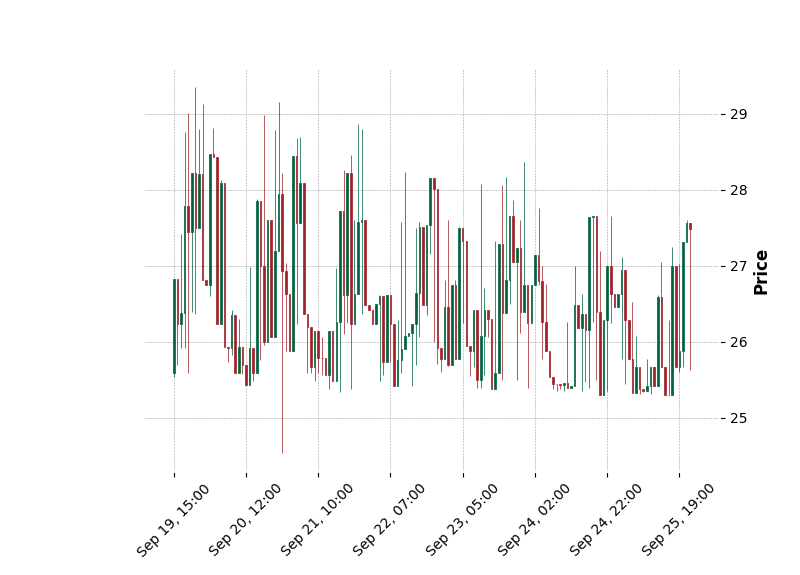 29
28
27
26
25
Price
Sep 19, 15:00
Sep 20, 12:00
Sep 21, 10:00
Sep 22, 07:00
Sep 23, 05:00
Sep 24, 02:00
Sep 24, 22:00
Sep 25, 19:00